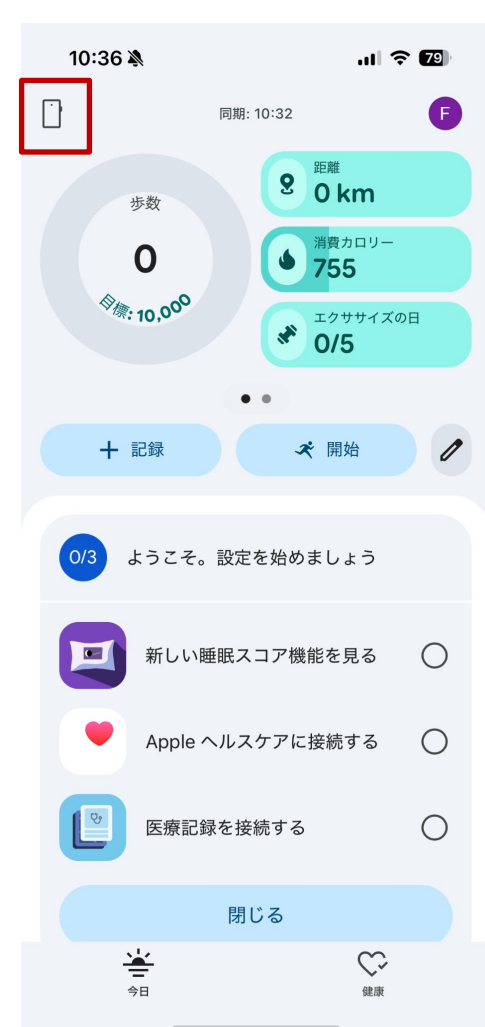 10:36
79
同期: 10:32
F
歩数
0
目標: 10,000
距離
0 km
消費カロリー
755
エクササイズの日
0/5
記録
開始
0/3 ようこそ。設定を始めましょう
新しい睡眠スコア機能を見る
Apple ヘルスケアに接続する
医療記録を接続する
閉じる
今日
健康